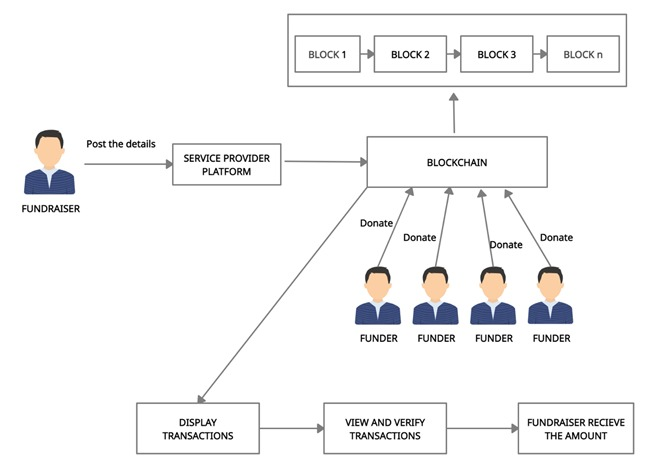 BLOCK 1
BLOCK 2
BLOCK 3
BLOCK n
Post the details
SERVICE PROVIDER
PLATFORM
BLOCKCHAIN
FUNDRAISER
Donate
Donate
Donate
Donate
FUNDER
FUNDER
FUNDER
FUNDER
DISPLAY
TRANSACTIONS
VIEW AND VERIFY
TRANSACTIONS
FUNDRAISER RECIEVE
THE AMOUNT